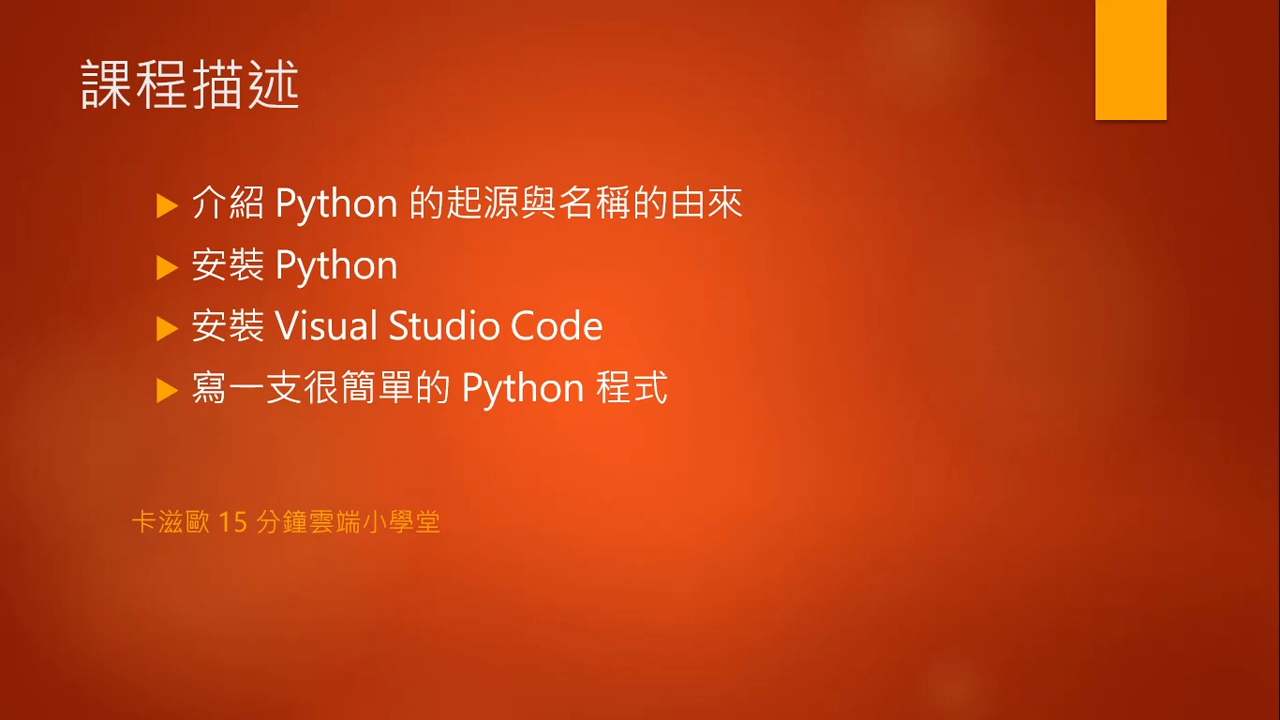 課程描述
介紹 Python 的起源與名稱的由來
安裝 Python
安裝 Visual Studio Code
寫一支很簡單的 Python 程式
卡滋歐 15 分鐘雲端小學堂